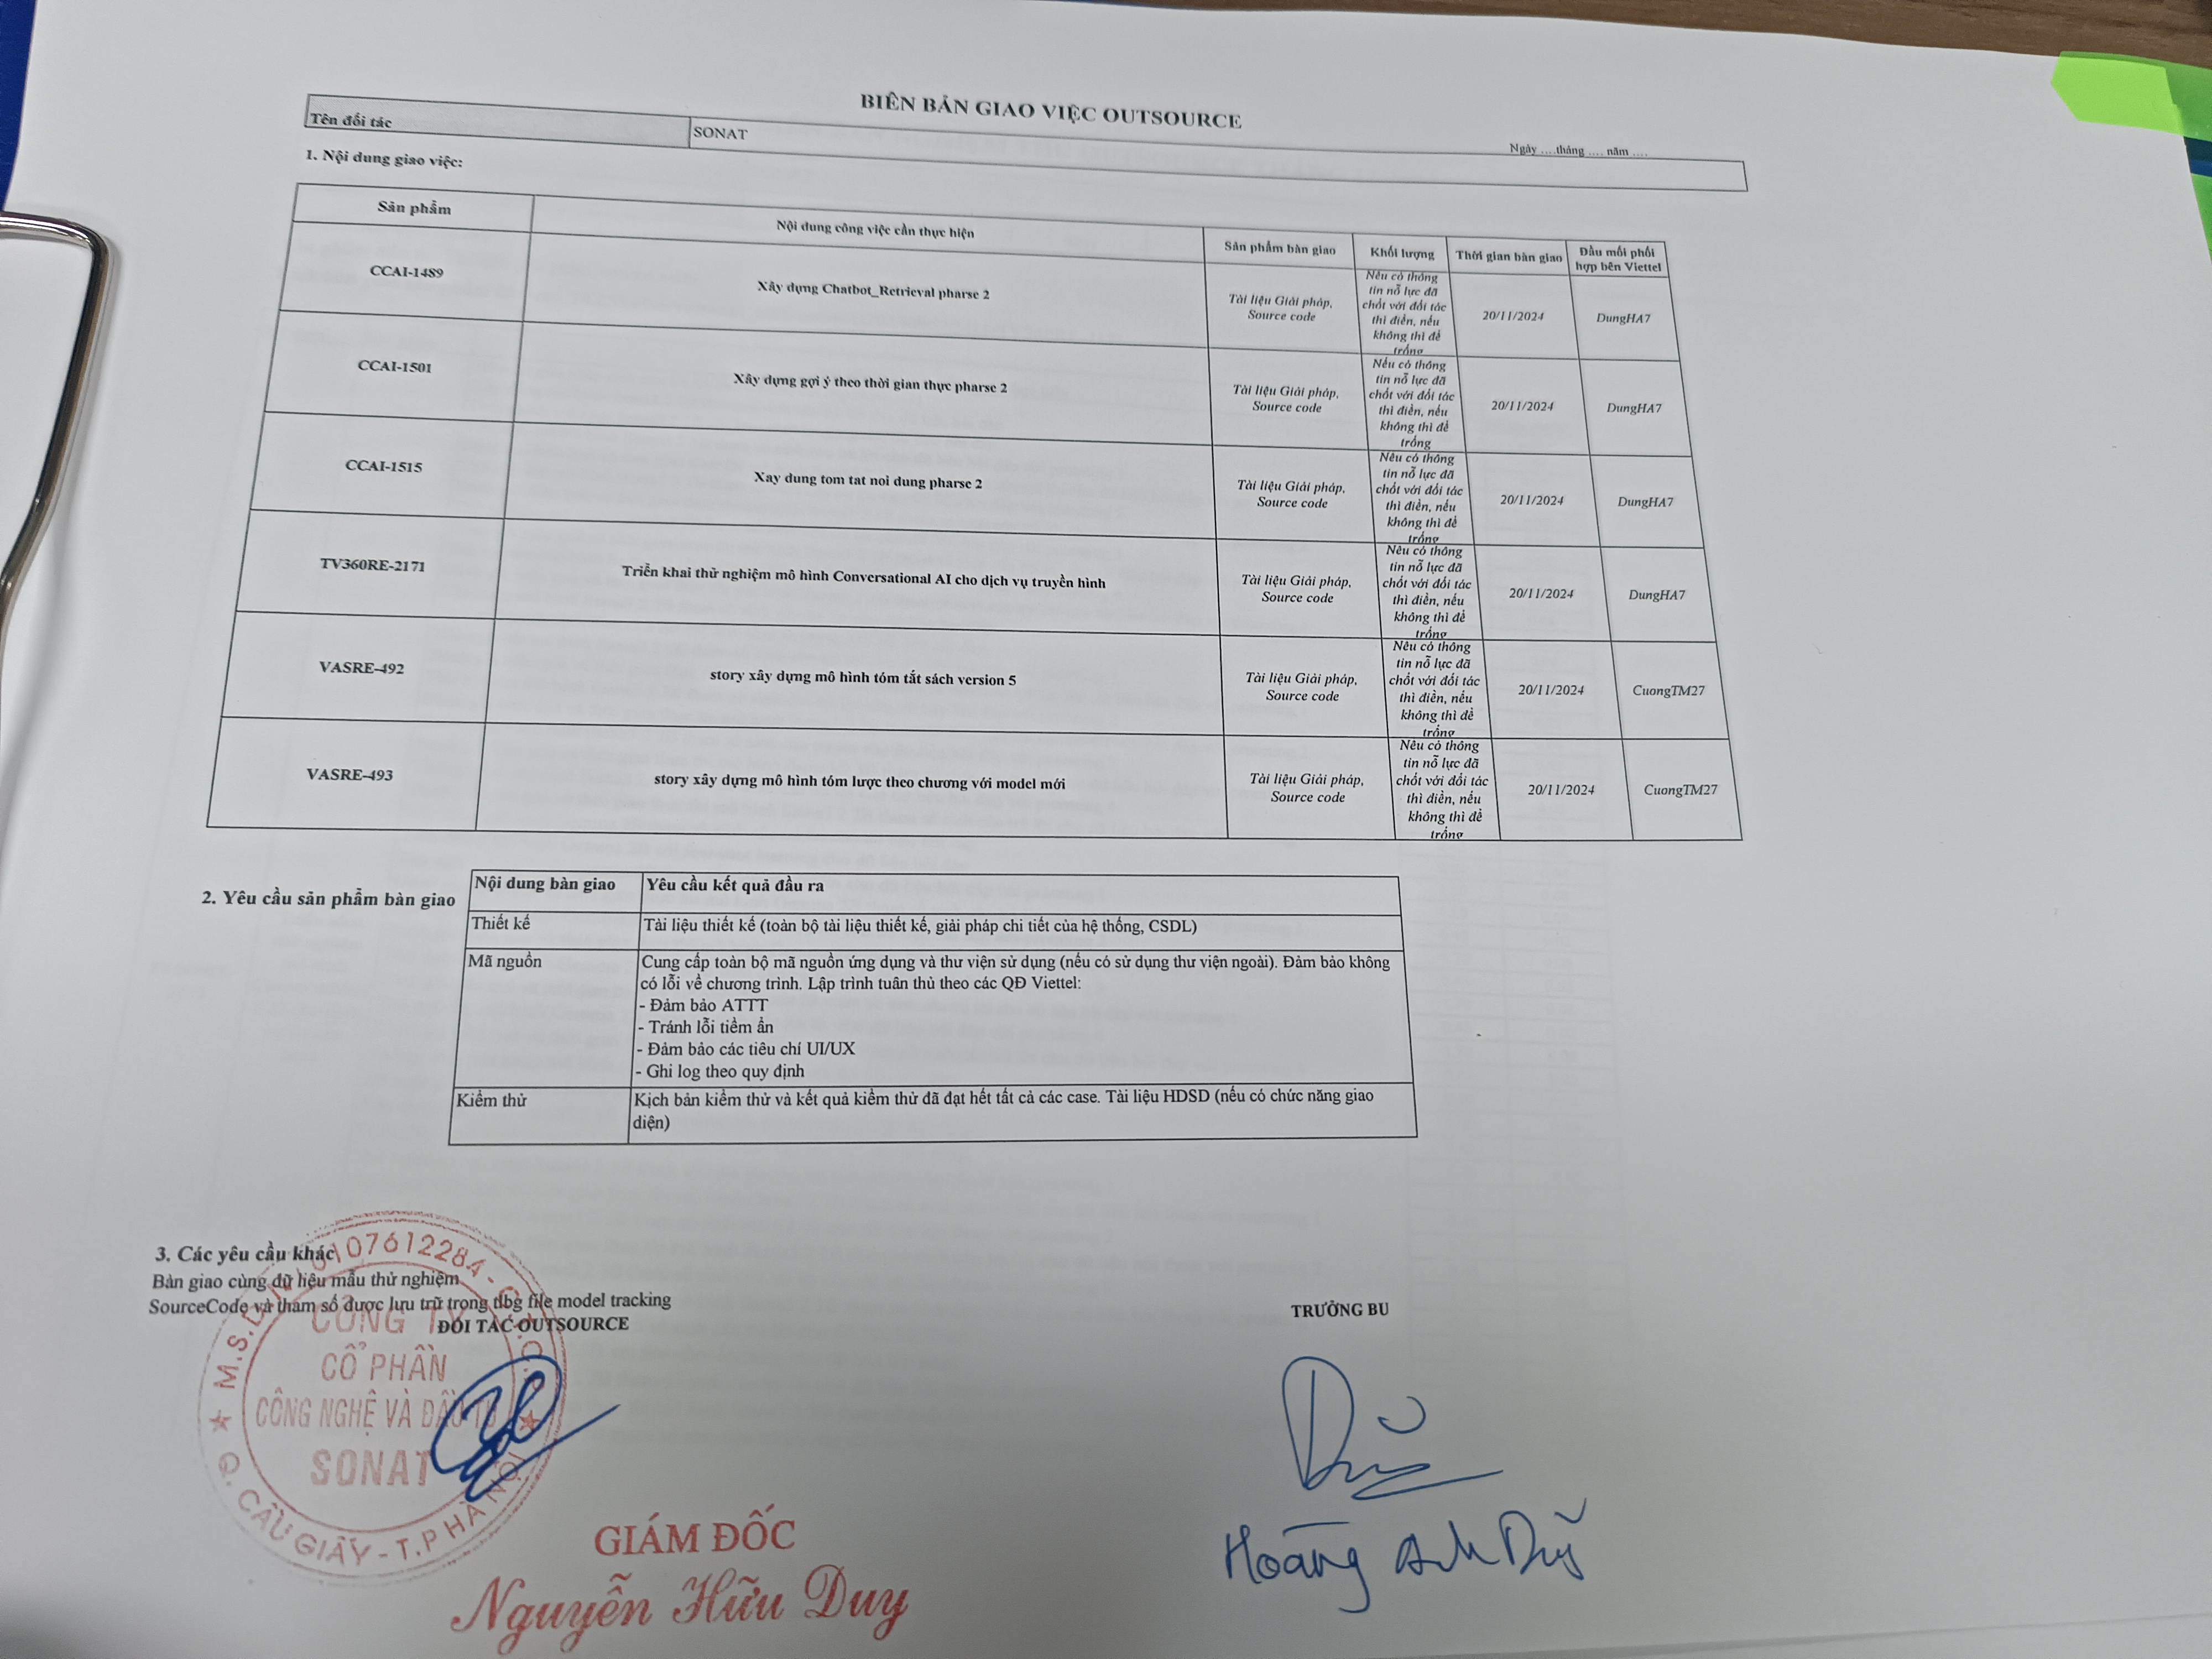 BIÊN BẢN GIAO VIỆC OUTSOURCE
Ngày ....tháng .... năm ....
Tên đối tác SONAT
1. Nội dung giao việc:
Sản phẩm Nội dung công việc cần thực hiện Sản phẩm bàn giao Khối lượng Thời gian bàn giao Đầu mối phối hợp bên Viettel
CCAI-1489 Xây dựng Chatbot_Retrieval pharse 2 Tài liệu Giải pháp, Source code Nếu có thông tin nỗ lực đã chốt với đối tác thì điền, nếu không thì để trống 20/11/2024 DungHA7
CCAI-1501 Xây dựng gợi ý theo thời gian thực pharse 2 Tài liệu Giải pháp, Source code Nếu có thông tin nỗ lực đã chốt với đối tác thì điền, nếu không thì để trống 20/11/2024 DungHA7
CCAI-1515 Xay dung tom tat noi dung pharse 2 Tài liệu Giải pháp, Source code Nếu có thông tin nỗ lực đã chốt với đối tác thì điền, nếu không thì để trống 20/11/2024 DungHA7
TV360RE-2171 Triển khai thử nghiệm mô hình Conversational AI cho dịch vụ truyền hình Tài liệu Giải pháp, Source code Nếu có thông tin nỗ lực đã chốt với đối tác thì điền, nếu không thì để trống 20/11/2024 DungHA7
VASRE-492 story xây dựng mô hình tóm tắt sách version 5 Tài liệu Giải pháp, Source code Nếu có thông tin nỗ lực đã chốt với đối tác thì điền, nếu không thì để trống 20/11/2024 CuongTM27
VASRE-493 story xây dựng mô hình tóm lược theo chương với model mới Tài liệu Giải pháp, Source code Nếu có thông tin nỗ lực đã chốt với đối tác thì điền, nếu không thì để trống 20/11/2024 CuongTM27
2. Yêu cầu sản phẩm bàn giao
Nội dung bàn giao Yêu cầu kết quả đầu ra
Thiết kế Tài liệu thiết kế (toàn bộ tài liệu thiết kế, giải pháp chi tiết của hệ thống, CSDL)
Mã nguồn Cung cấp toàn bộ mã nguồn ứng dụng và thư viện sử dụng (nếu có sử dụng thư viện ngoài). Đảm bảo không
có lỗi về chương trình. Lập trình tuân thủ theo các QĐ Viettel:
- Đảm bảo ATTT
- Tránh lỗi tiềm ẩn
- Đảm bảo các tiêu chí UI/UX
- Ghi log theo quy định
Kiểm thử Kịch bản kiểm thử và kết quả kiểm thử đã đạt hết tất cả các case. Tài liệu HDSD (nếu có chức năng giao
diện)
3. Các yêu cầu khác
Bàn giao cùng dữ liệu mẫu thử nghiệm
SourceCode và tham số được lưu trữ trong tlbg file model tracking
ĐỐI TÁC OUTSOURCE
TRƯỞNG BU
0107612284
CÔNG TY
CỔ PHẦN
CÔNG NGHỆ VÀ ĐẦU TƯ
SONAT
Q. CẦU GIẤY - T.P HÀ NỘI
GIÁM ĐỐC
Nguyễn Hữu Duy
Hoàng Anh Dũng